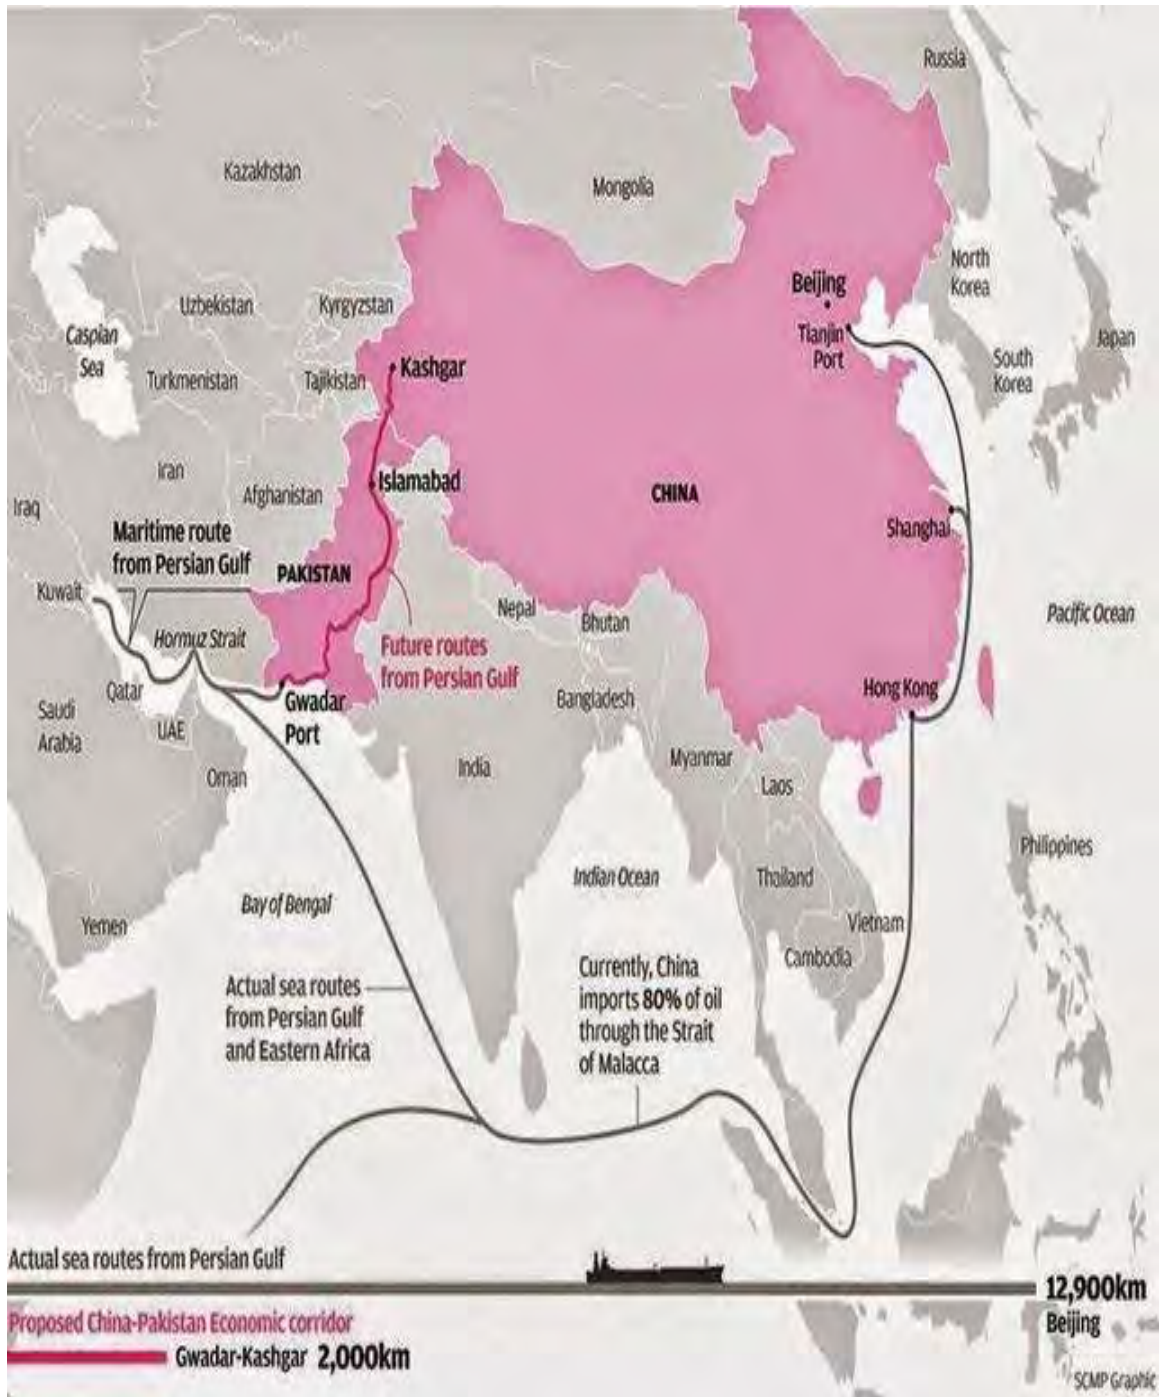 Russia
Kazakhstan
Mongolia
North
Korea
Beijing
Uzbekistan
Kyrgyzstan
Caspian
Sea
Tianjin
Port
Japan
South
Korea
Kashgar
Turkmenistan
Tajikistan
Iran
Islamabad
Afghanistan
CHINA
Iraq
Shanghai
Maritime route
from Persian Gulf
PAKISTAN
Kuwait
Nepal
Bhutan
Pacific Ocean
Hormuz Strait
Future routes
from Persian Gulf
Qatar
Gwadar
Port
Bangladesh
Hong Kong
Saudi
Arabia
UAE
Oman
India
Myanmar
Laos
Philippines
Indian Ocean
Thailand
Bay of Bengal
Yemen
Vietnam
Cambodia
Actual sea routes
from Persian Gulf
and Eastern Africa
Currently, China
imports 80% of oil
through the Strait
of Malacca
Actual sea routes from Persian Gulf
12,900km
Beijing
Proposed China-Pakistan Economic corridor
Gwadar-Kashgar 2,000km
SCMP Graphic